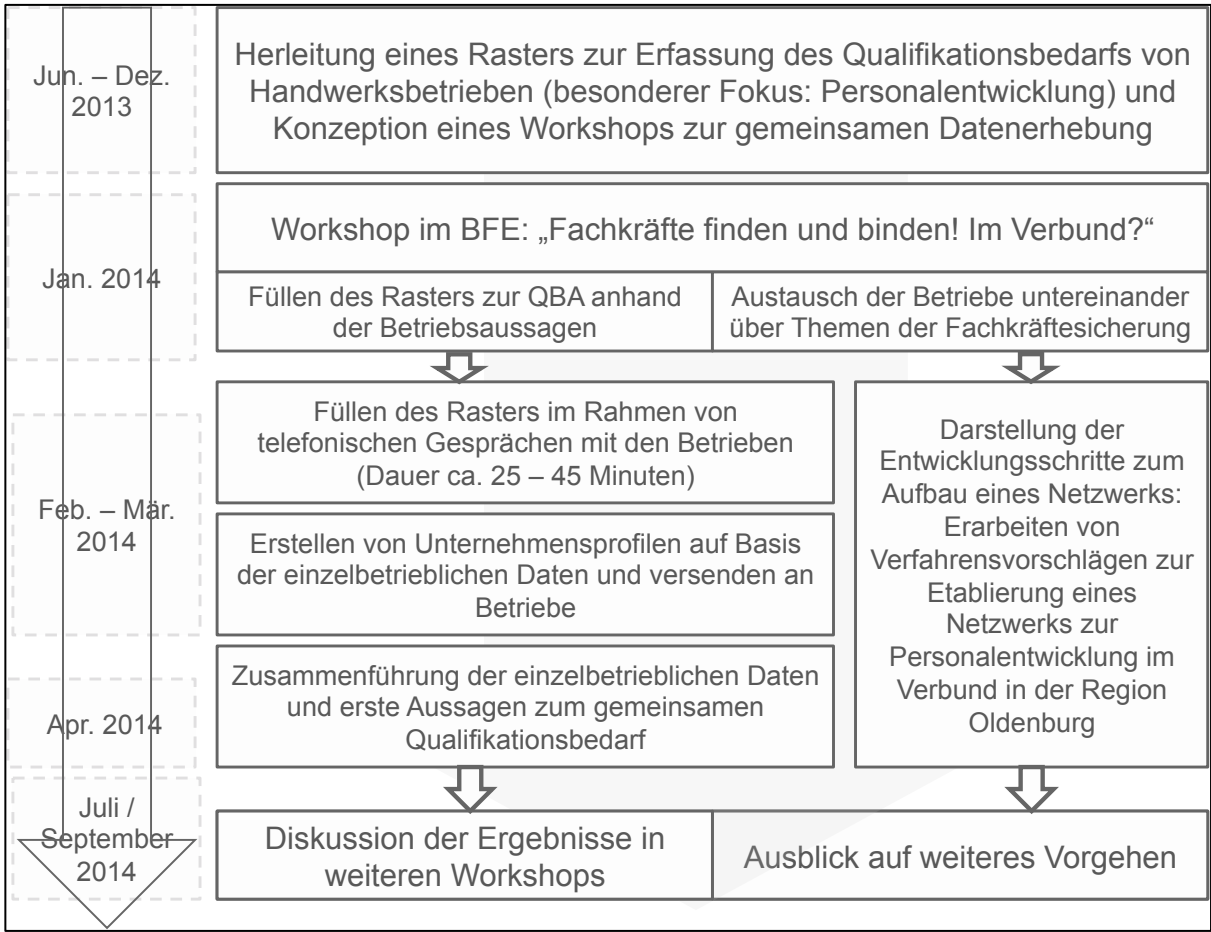 Jun. – Dez.
2013
Herleitung eines Rasters zur Erfassung des Qualifikationsbedarfs von
Handwerksbetrieben (besonderer Fokus: Personalentwicklung) und
Konzeption eines Workshops zur gemeinsamen Datenerhebung
Jan. 2014
Workshop im BFE: „Fachkräfte finden und binden! Im Verbund?“
Füllen des Rasters zur QBA anhand
der Betriebsaussagen
Austausch der Betriebe untereinander
über Themen der Fachkräftesicherung
Feb. – Mär.
2014
Füllen des Rasters im Rahmen von
telefonischen Gesprächen mit den Betrieben
(Dauer ca. 25 – 45 Minuten)
Erstellen von Unternehmensprofilen auf Basis
der einzelbetrieblichen Daten und versenden an
Betriebe
Apr. 2014
Zusammenführung der einzelbetrieblichen Daten
und erste Aussagen zum gemeinsamen
Qualifikationsbedarf
Darstellung der
Entwicklungsschritte zum
Aufbau eines Netzwerks:
Erarbeiten von
Verfahrensvorschlägen zur
Etablierung eines
Netzwerks zur
Personalentwicklung im
Verbund in der Region
Oldenburg
Juli /
September
2014
Diskussion der Ergebnisse in
weiteren Workshops
Ausblick auf weiteres Vorgehen